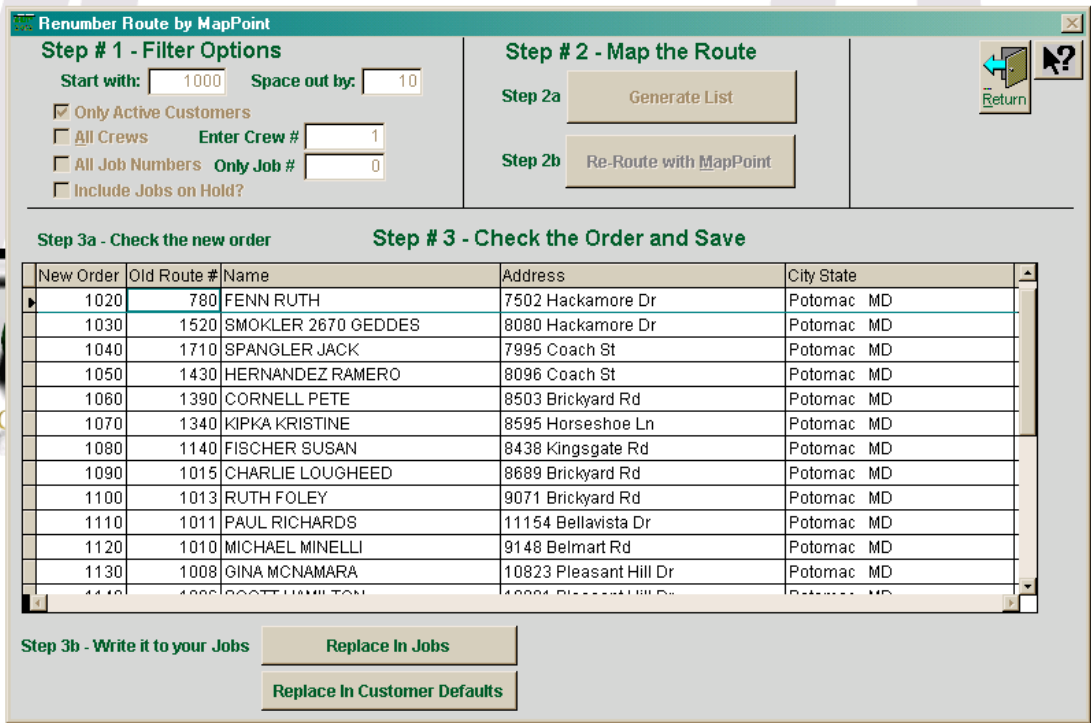 Renumber Route by MapPoint
Step # 1 - Filter Options
Start with: 1000 Space out by: 10
Only Active Customers
All Crews Enter Crew # 1
All Job Numbers Only Job # 0
Include Jobs on Hold?
Step # 2 - Map the Route
Step 2a Generate List
Step 2b Re-Route with MapPoint
Return
?
Step 3a - Check the new order Step # 3 - Check the Order and Save
New Order Old Route # Name Address City State
1020 780 FENN RUTH 7502 Hackamore Dr Potomac MD
1030 1520 SMOKLER 2670 GEDDES 8080 Hackamore Dr Potomac MD
1040 1710 SPANGLER JACK 7995 Coach St Potomac MD
1050 1430 HERNANDEZ RAMERO 8096 Coach St Potomac MD
1060 1390 CORNELL PETE 8503 Brickyard Rd Potomac MD
1070 1340 KIPKA KRISTINE 8595 Horseshoe Ln Potomac MD
1080 1140 FISCHER SUSAN 8438 Kingsgate Rd Potomac MD
1090 1015 CHARLIE LOUGHEED 8689 Brickyard Rd Potomac MD
1100 1013 RUTH FOLEY 9071 Brickyard Rd Potomac MD
1110 1011 PAUL RICHARDS 11154 Bellavista Dr Potomac MD
1120 1010 MICHAEL MINELLI 9148 Belmart Rd Potomac MD
1130 1008 GINA MCNAMARA 10823 Pleasant Hill Dr Potomac MD
Step 3b - Write it to your Jobs Replace In Jobs
Replace In Customer Defaults